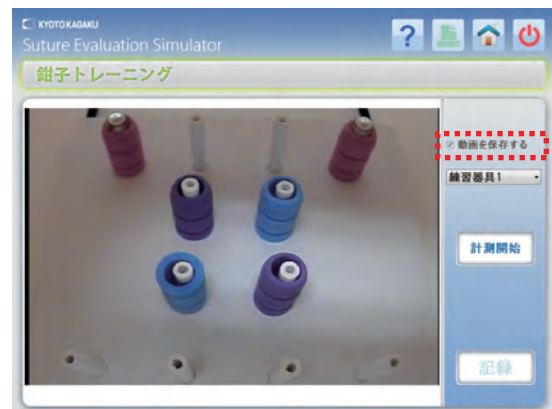 KYOTO KAGAKU
Suture Evaluation Simulator
?
鉗子トレーニング
動画を保存する
練習器具1
計測開始
記録